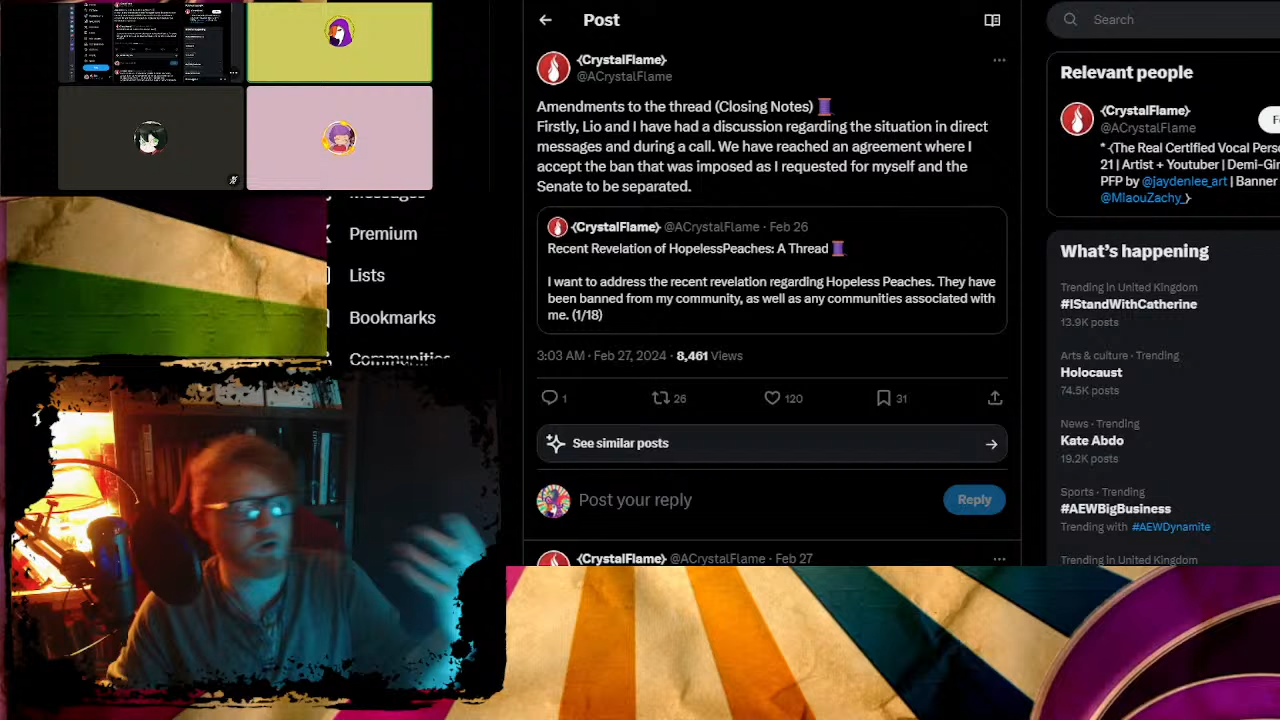 Post
Search
{CrystalFlame}
@ACrystalFlame
Amendments to the thread (Closing Notes)
Firstly, Lio and I have had a discussion regarding the situation in direct
messages and during a call. We have reached an agreement where I
accept the ban that was imposed as I requested for myself and the
Senate to be separated.
{CrystalFlame} @ACrystalFlame · Feb 26
Recent Revelation of HopelessPeaches: A Thread
I want to address the recent revelation regarding Hopeless Peaches. They have
been banned from my community, as well as any communities associated with
me. (1/18)
3:03 AM · Feb 27, 2024 · 8,461 Views
1
26
120
31
See similar posts
Post your reply
Reply
{CrystalFlame} @ACrystalFlame · Feb 27
Messages
Premium
Lists
Bookmarks
Communities
Relevant people
{CrystalFlame}
@ACrystalFlame
*-{The Real Certified Vocal Perso
21 | Artist + Youtuber | Demi-Gir
PFP by @jaydenlee_art | Banner
@MiaouZachy_}
What's happening
Trending in United Kingdom
#IStandWithCatherine
13.9K posts
Arts & culture · Trending
Holocaust
74.5K posts
News · Trending
Kate Abdo
19.2K posts
Sports · Trending
#AEWBigBusiness
Trending with #AEWDynamite
Trending in United Kingdom